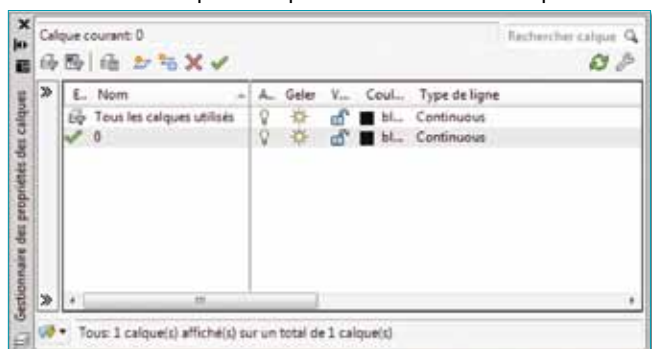 Calque courant: 0
Rechercher calque
E.. Nom A.. Geler V... Coul... Type de ligne
Tous les calques utilisés bl... Continuous
0 bl... Continuous
Gestionnaire des propriétés des calques
Tous: 1 calque(s) affiché(s) sur un total de 1 calque(s)